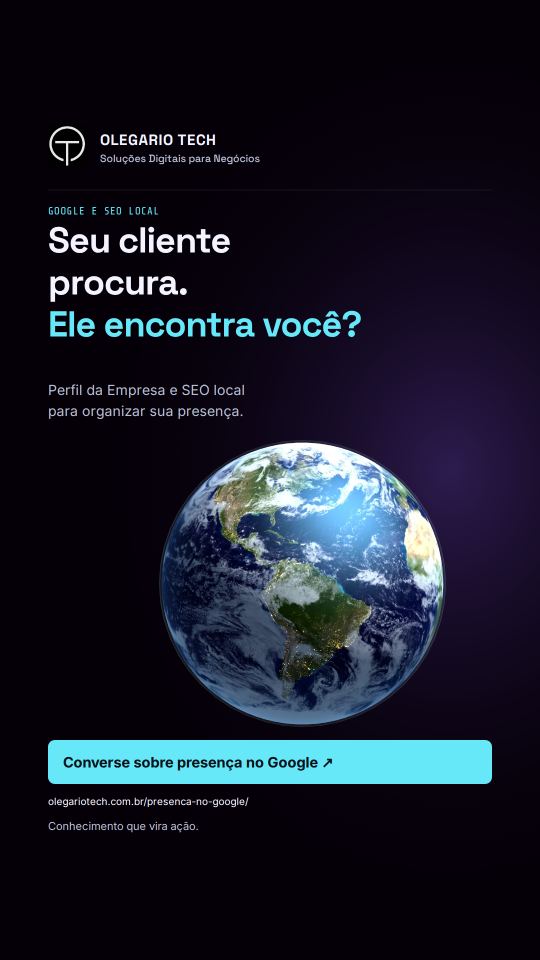 OLEGARIO TECH
Soluções Digitais para Negócios
GOOGLE E SEO LOCAL
Seu cliente
procura.
Ele encontra você?
Perfil da Empresa e SEO local
para organizar sua presença.
Converse sobre presença no Google ↗
olegariotech.com.br/presenca-no-google/
Conhecimento que vira ação.